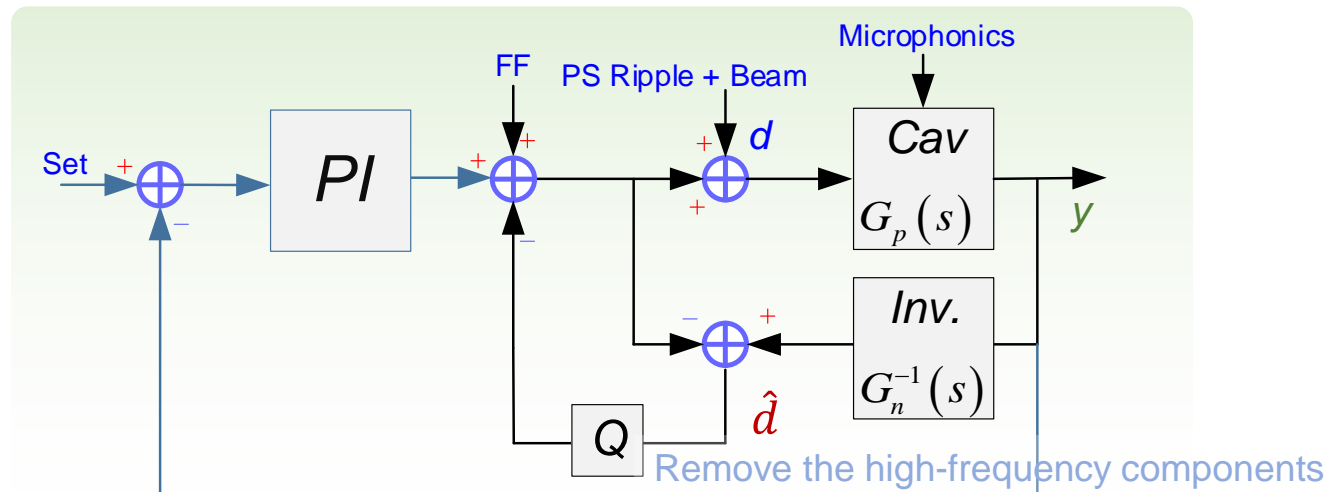 Microphonics
FF
PS Ripple + Beam
+
+
d
Cav
G_p(s)
Set
+
−
PI
+
+
−
+
y
−
+
Inv.
G_n^{-1}(s)
Q
d̂
Remove the high-frequency components